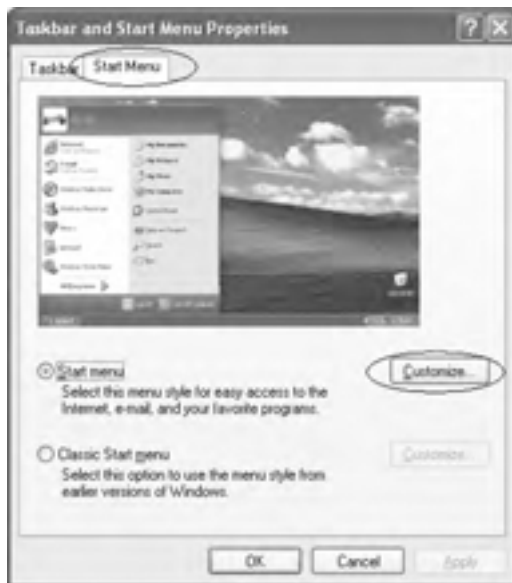 Taskbar and Start Menu Properties
Taskbar
Start Menu
My Computer
Start menu
Customize...
Select this menu style for easy access to the
Internet, e-mail, and your favorite programs.
Classic Start menu
Customize...
Select this option to use the menu style from
earlier versions of Windows.
OK
Cancel
Apply